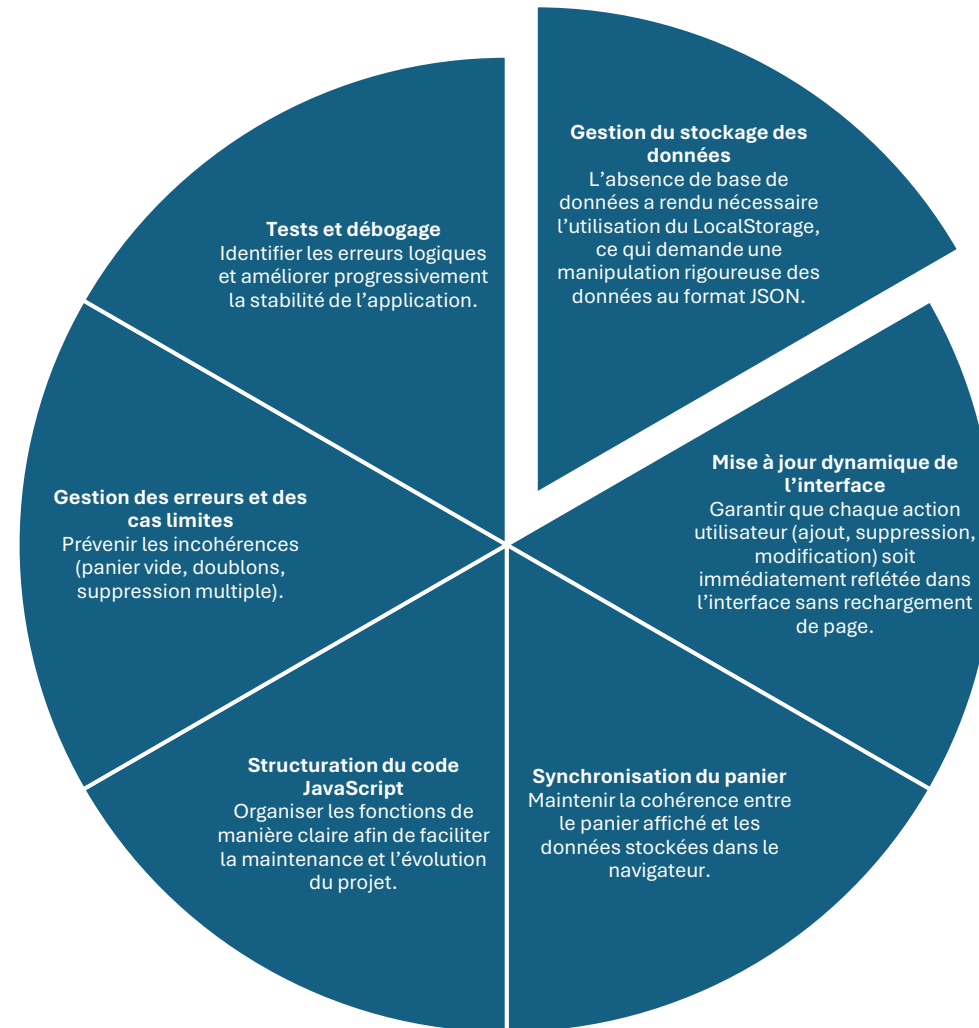 Gestion du stockage des
données
L’absence de base de
données a rendu nécessaire
l’utilisation du LocalStorage,
ce qui demande une
manipulation rigoureuse des
données au format JSON.
Mise à jour dynamique de
l’interface
Garantir que chaque action
utilisateur (ajout, suppression,
modification) soit
immédiatement reflétée dans
l’interface sans rechargement
de page.
Synchronisation du panier
Maintenir la cohérence entre
le panier affiché et les
données stockées dans le
navigateur.
Structuration du code
JavaScript
Organiser les fonctions de
manière claire afin de faciliter
la maintenance et l’évolution
du projet.
Gestion des erreurs et des
cas limites
Prévenir les incohérences
(panier vide, doublons,
suppression multiple).
Tests et débogage
Identifier les erreurs logiques
et améliorer progressivement
la stabilité de l’application.